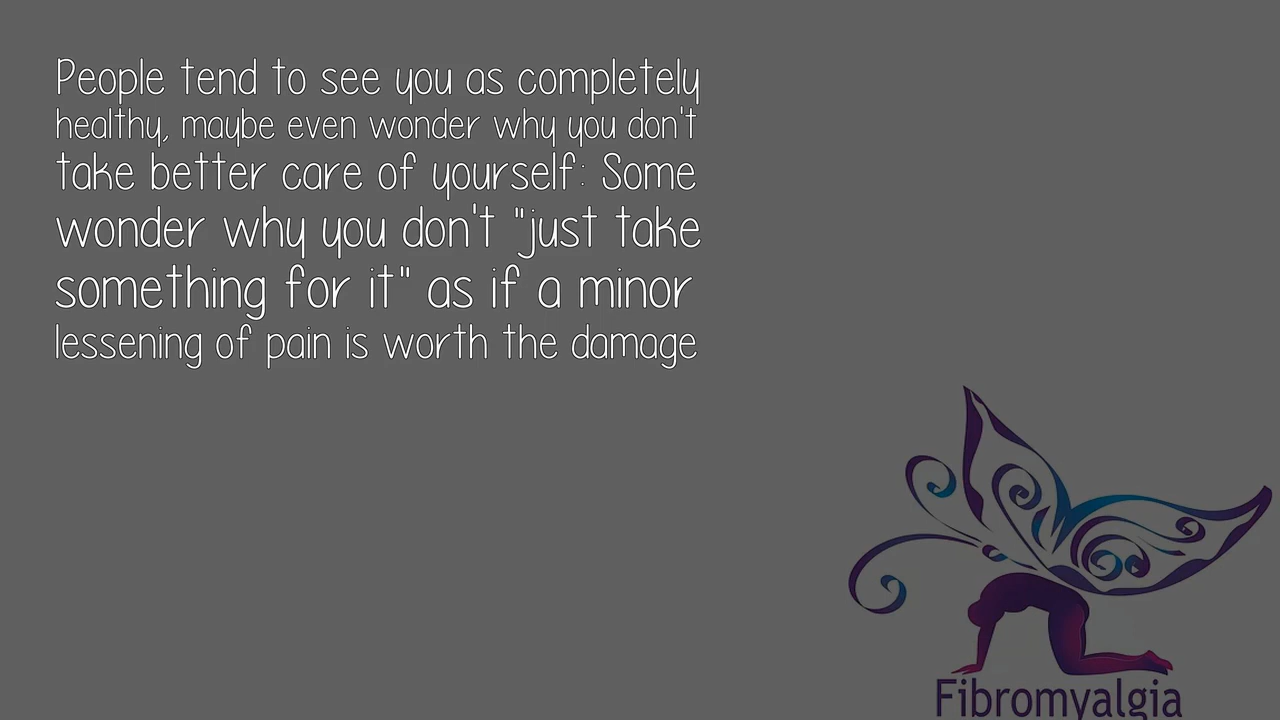 People tend to see you as completely
healthy, maybe even wonder why you don't
take better care of yourself: Some
wonder why you don't "just take
something for it" as if a minor
lessening of pain is worth the damage
Fibromyalgia